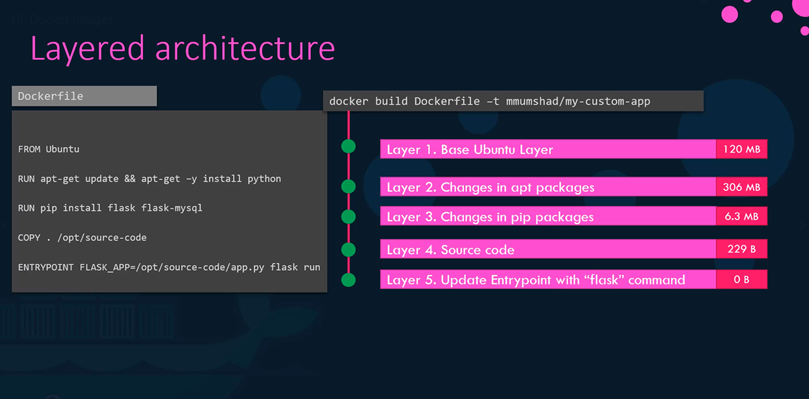 Layered architecture
Dockerfile
docker build Dockerfile –t mmumshad/my-custom-app
FROM Ubuntu
RUN apt-get update && apt-get –y install python
RUN pip install flask flask-mysql
COPY . /opt/source-code
ENTRYPOINT FLASK_APP=/opt/source-code/app.py flask run
Layer 1. Base Ubuntu Layer 120 MB
Layer 2. Changes in apt packages 306 MB
Layer 3. Changes in pip packages 6.3 MB
Layer 4. Source code 229 B
Layer 5. Update Entrypoint with “flask” command 0 B